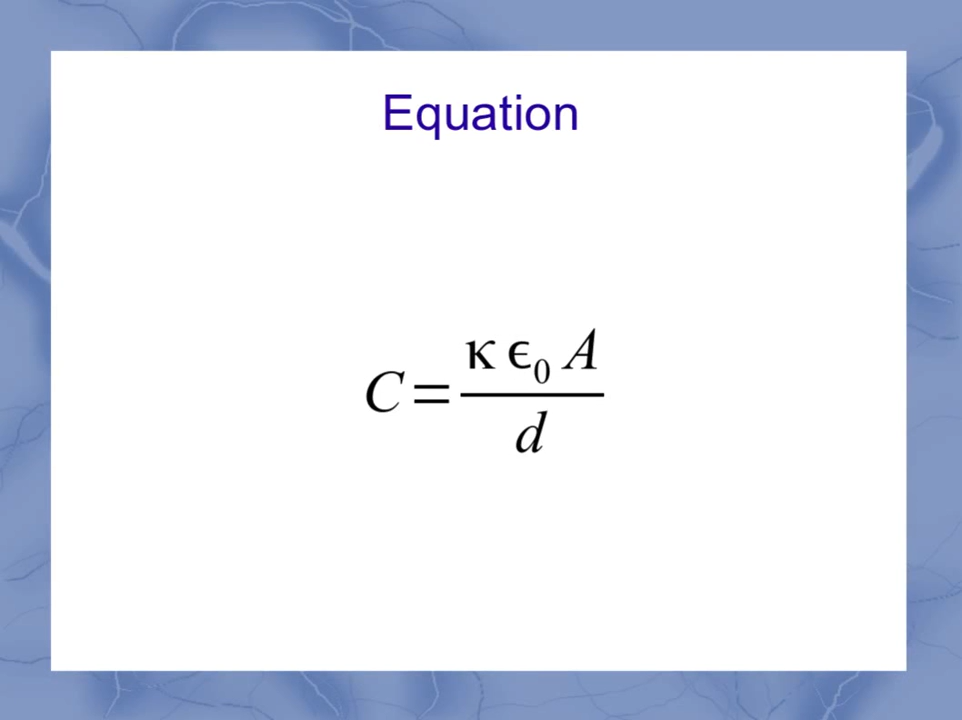 Equation
C = κ ϵ₀ A / d